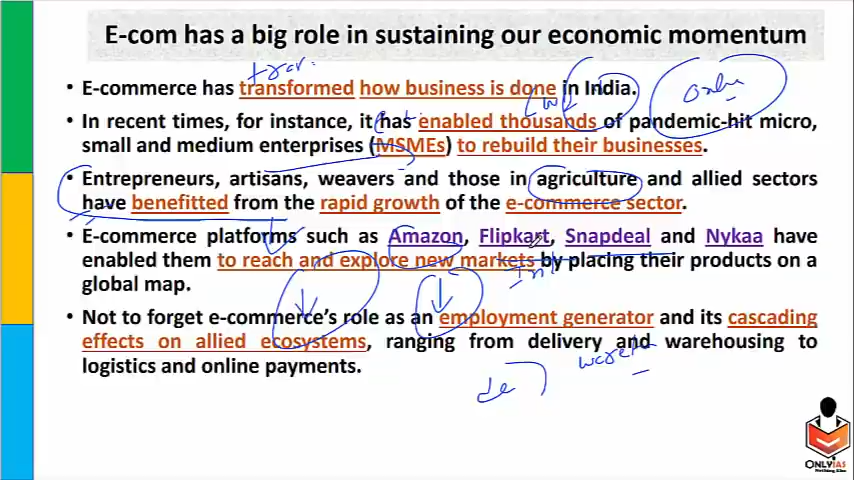 E-com has a big role in sustaining our economic momentum
• E-commerce has transformed how business is done in India.
• In recent times, for instance, it has enabled thousands of pandemic-hit micro,
small and medium enterprises (MSMEs) to rebuild their businesses.
• Entrepreneurs, artisans, weavers and those in agriculture and allied sectors
have benefitted from the rapid growth of the e-commerce sector.
• E-commerce platforms such as Amazon, Flipkart, Snapdeal and Nykaa have
enabled them to reach and explore new markets by placing their products on a
global map.
• Not to forget e-commerce's role as an employment generator and its cascading
effects on allied ecosystems, ranging from delivery and warehousing to
logistics and online payments.
ONLYIAS
Nothing Else